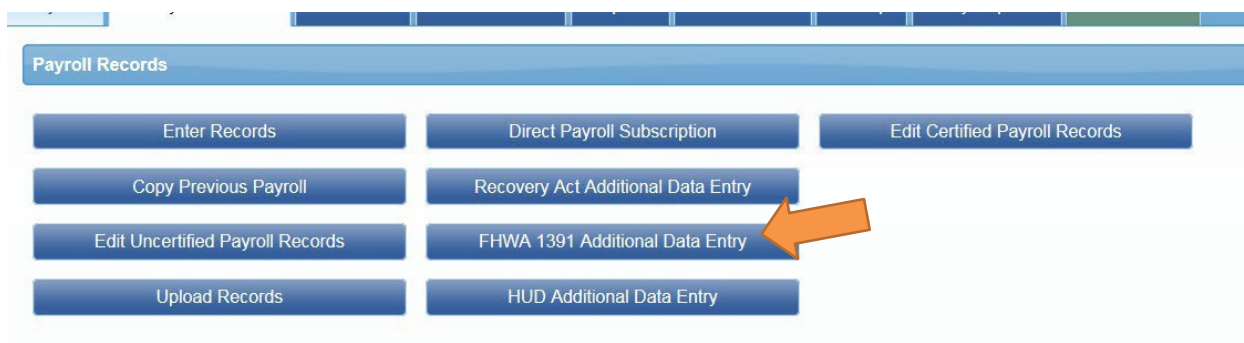 Payroll Records
Enter Records
Direct Payroll Subscription
Edit Certified Payroll Records
Copy Previous Payroll
Recovery Act Additional Data Entry
Edit Uncertified Payroll Records
FHWA 1391 Additional Data Entry
Upload Records
HUD Additional Data Entry